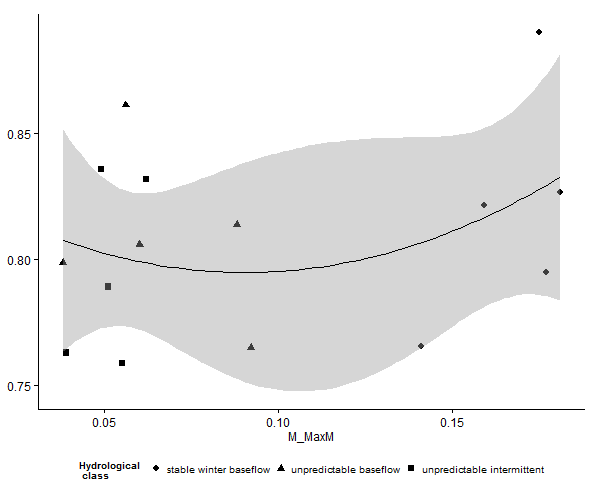 0.85
0.80
0.75
0.05 0.10 0.15
M_MaxM
Hydrological
class
stable winter baseflow unpredictable baseflow unpredictable intermittent